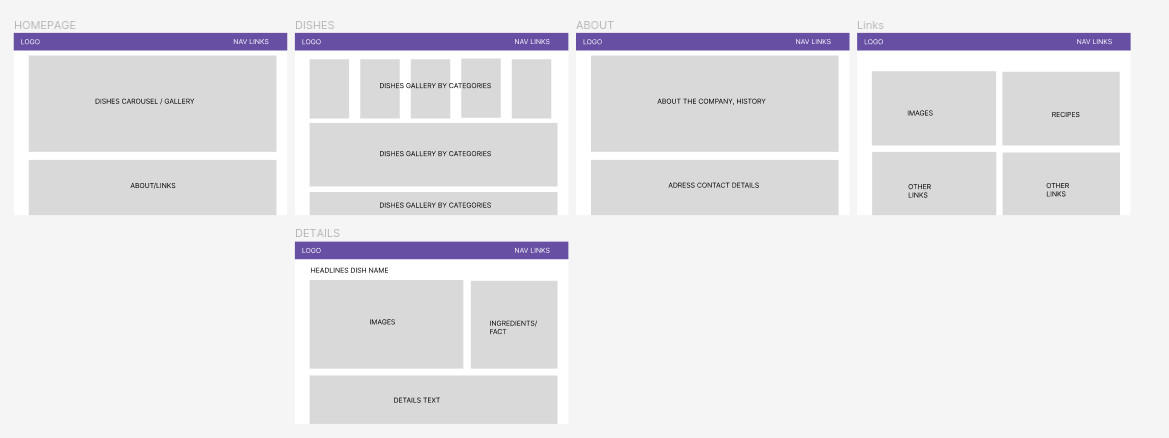 HOMEPAGE
LOGO
NAV LINKS
DISHES CAROUSEL / GALLERY
ABOUT/LINKS
DISHES
LOGO
NAV LINKS
DISHES GALLERY BY CATEGORIES
DISHES GALLERY BY CATEGORIES
DISHES GALLERY BY CATEGORIES
ABOUT
LOGO
NAV LINKS
ABOUT THE COMPANY, HISTORY
ADRESS CONTACT DETAILS
Links
LOGO
NAV LINKS
IMAGES
RECIPES
OTHER
LINKS
OTHER
LINKS
DETAILS
LOGO
NAV LINKS
HEADLINES DISH NAME
IMAGES
INGREDIENTS/
FACT
DETAILS TEXT